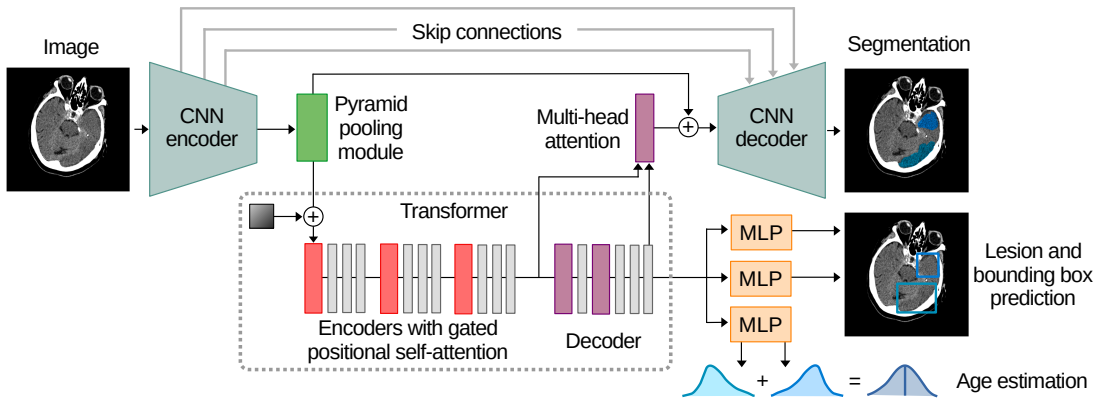 Image
Skip connections
Segmentation
CNN
encoder
Pyramid
pooling
module
Multi-head
attention
CNN
decoder
Transformer
Encoders with gated
positional self-attention
Decoder
MLP
MLP
MLP
Lesion and
bounding box
prediction
+ =
Age estimation